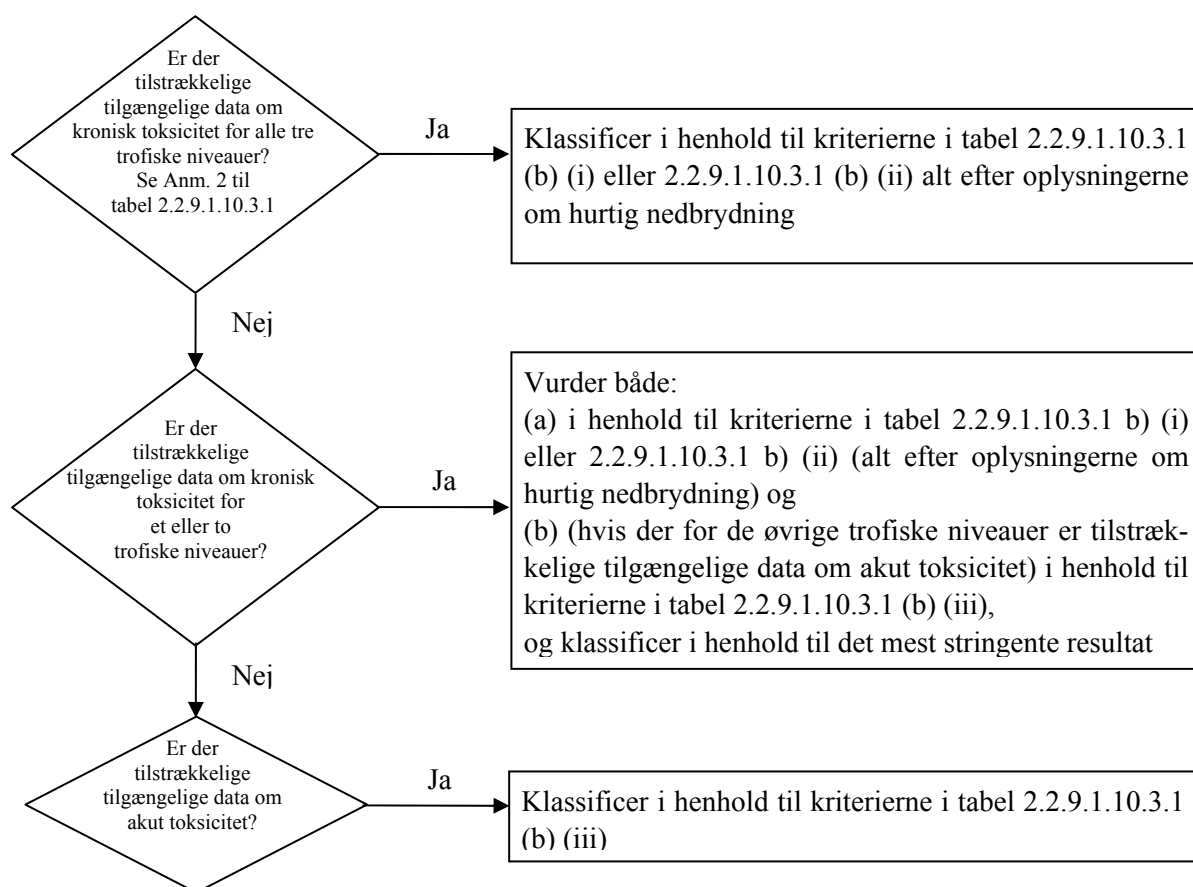 Er der
tilstrækkelige
tilgængelige data om
kronisk toksicitet for alle tre
trofiske niveauer?
Se Anm. 2 til
tabel 2.2.9.1.10.3.1
Ja
Klassificer i henhold til kriterierne i tabel 2.2.9.1.10.3.1
(b) (i) eller 2.2.9.1.10.3.1 (b) (ii) alt efter oplysningerne
om hurtig nedbrydning
Nej
Er der
tilstrækkelige
tilgængelige data om kronisk
toksicitet for
et eller to
trofiske niveauer?
Ja
Vurder både:
(a) i henhold til kriterierne i tabel 2.2.9.1.10.3.1 b) (i)
eller 2.2.9.1.10.3.1 b) (ii) (alt efter oplysningerne om
hurtig nedbrydning) og
(b) (hvis der for de øvrige trofiske niveauer er tilstræk-
kelige tilgængelige data om akut toksicitet) i henhold til
kriterierne i tabel 2.2.9.1.10.3.1 (b) (iii),
og klassificer i henhold til det mest stringente resultat
Nej
Er der
tilstrækkelige
tilgængelige data om
akut toksicitet?
Ja
Klassificer i henhold til kriterierne i tabel 2.2.9.1.10.3.1
(b) (iii)